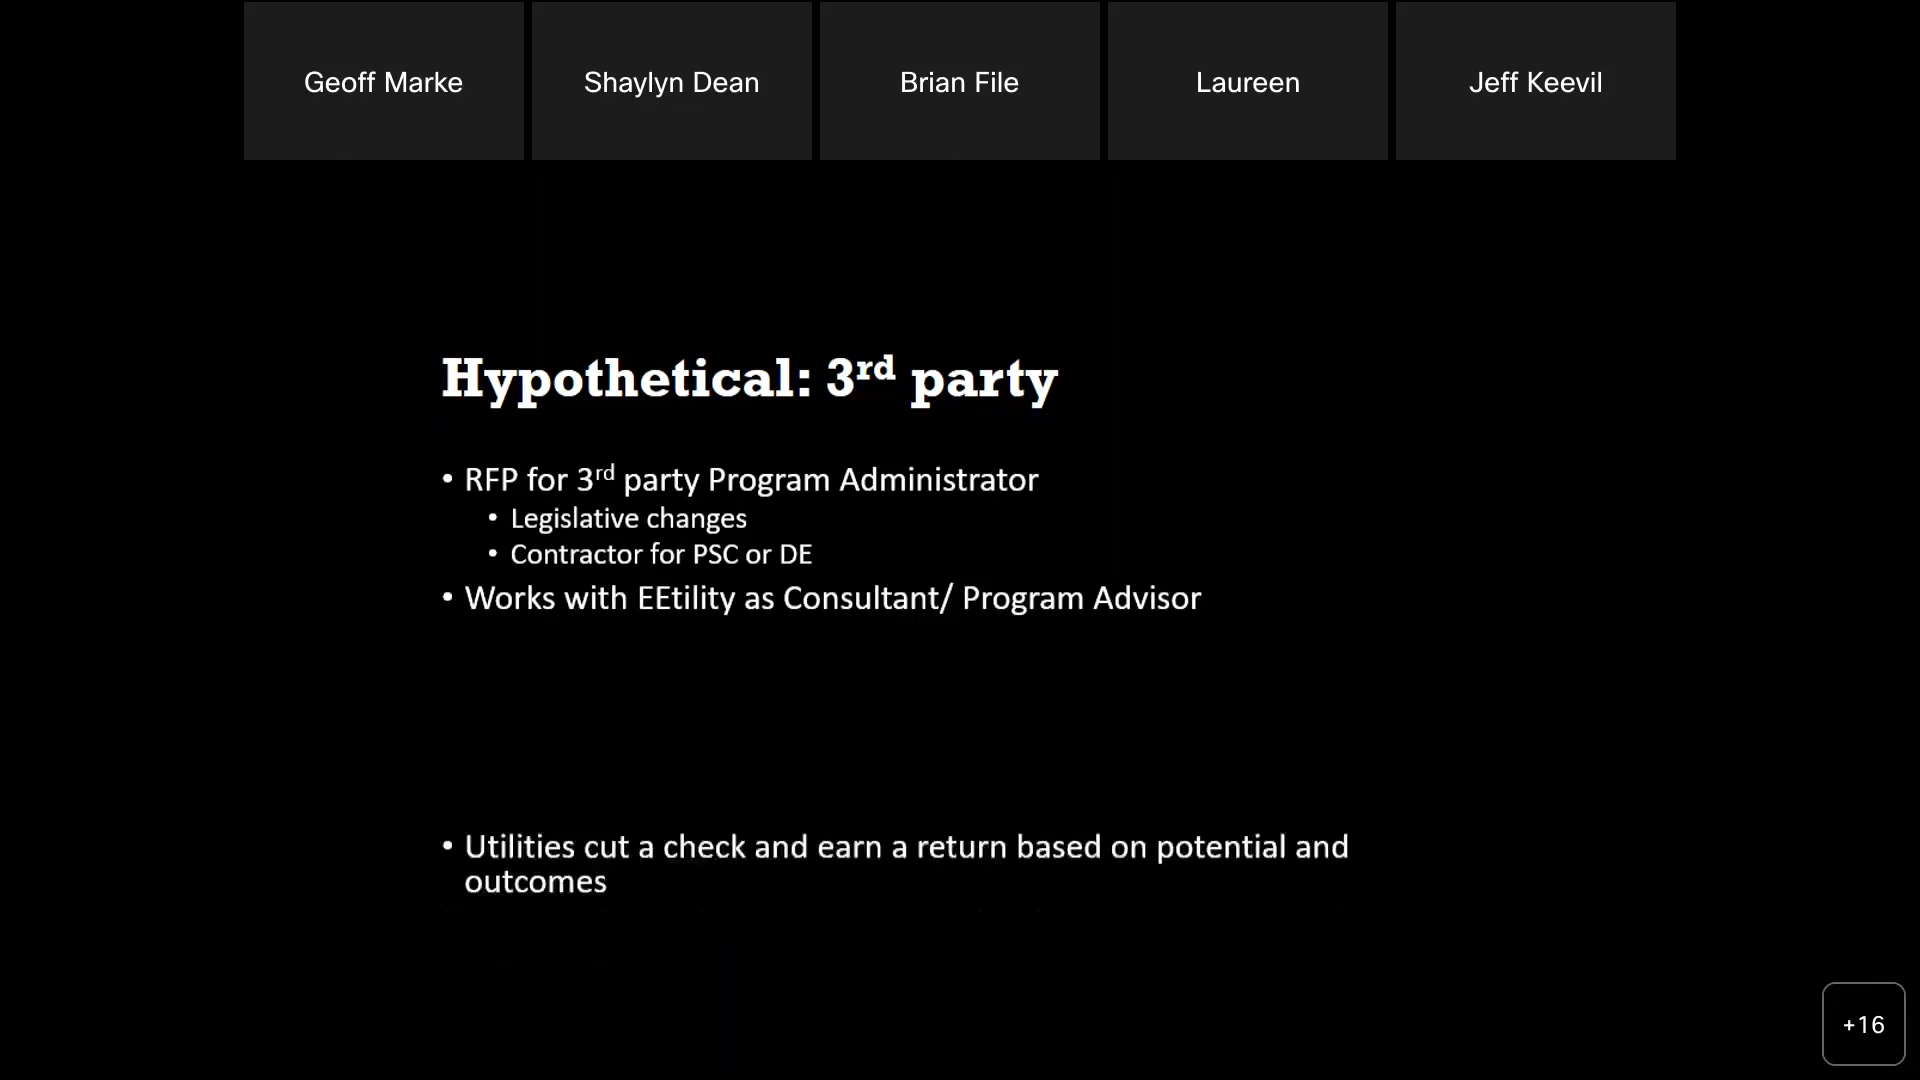 Geoff Marke
Shaylyn Dean
Brian File
Laureen
Jeff Keevil
Hypothetical: 3rd party
• RFP for 3rd party Program Administrator
• Legislative changes
• Contractor for PSC or DE
• Works with EEtility as Consultant/ Program Advisor
• Utilities cut a check and earn a return based on potential and
outcomes
+16